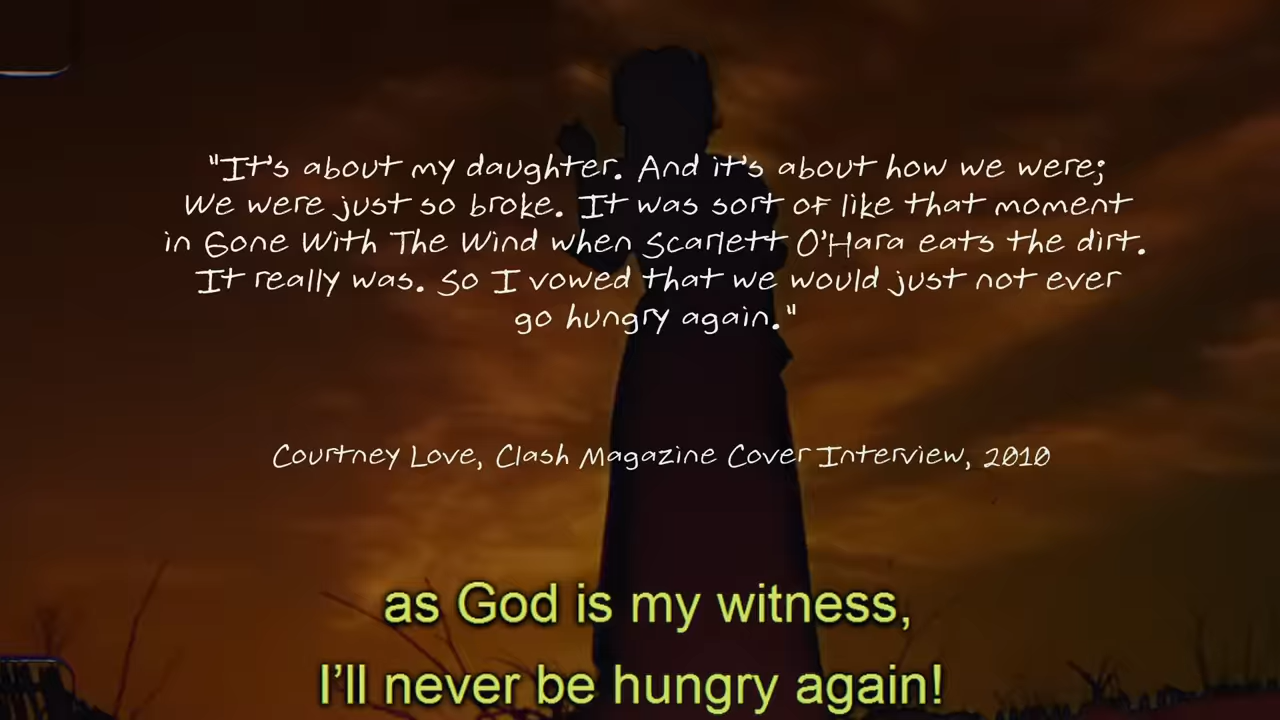 "It's about my daughter. And it's about how we were;
We were just so broke. It was sort of like that moment
in Gone With The Wind when Scarlett O'Hara eats the dirt.
It really was. So I vowed that we would just not ever
go hungry again."
Courtney Love, Clash Magazine Cover Interview, 2010
as God is my witness,
I'll never be hungry again!